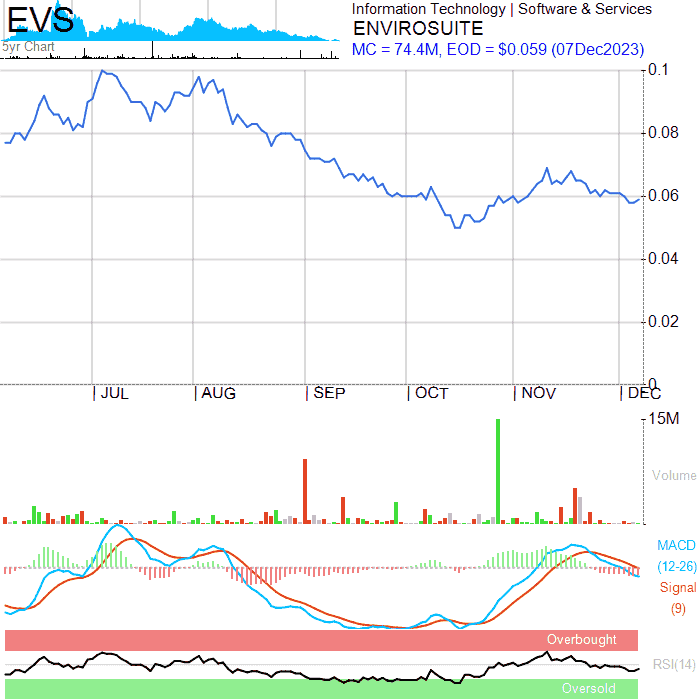 EVS
5yr Chart
Information Technology | Software & Services
ENVIROSUITE
MC = 74.4M, EOD = $0.059 (07Dec2023)
0.1
0.08
0.06
0.04
0.02
0
JUL AUG SEP OCT NOV DEC
15M
Volume
MACD
(12-26)
Signal
(9)
Overbought
RSI(14)
Oversold